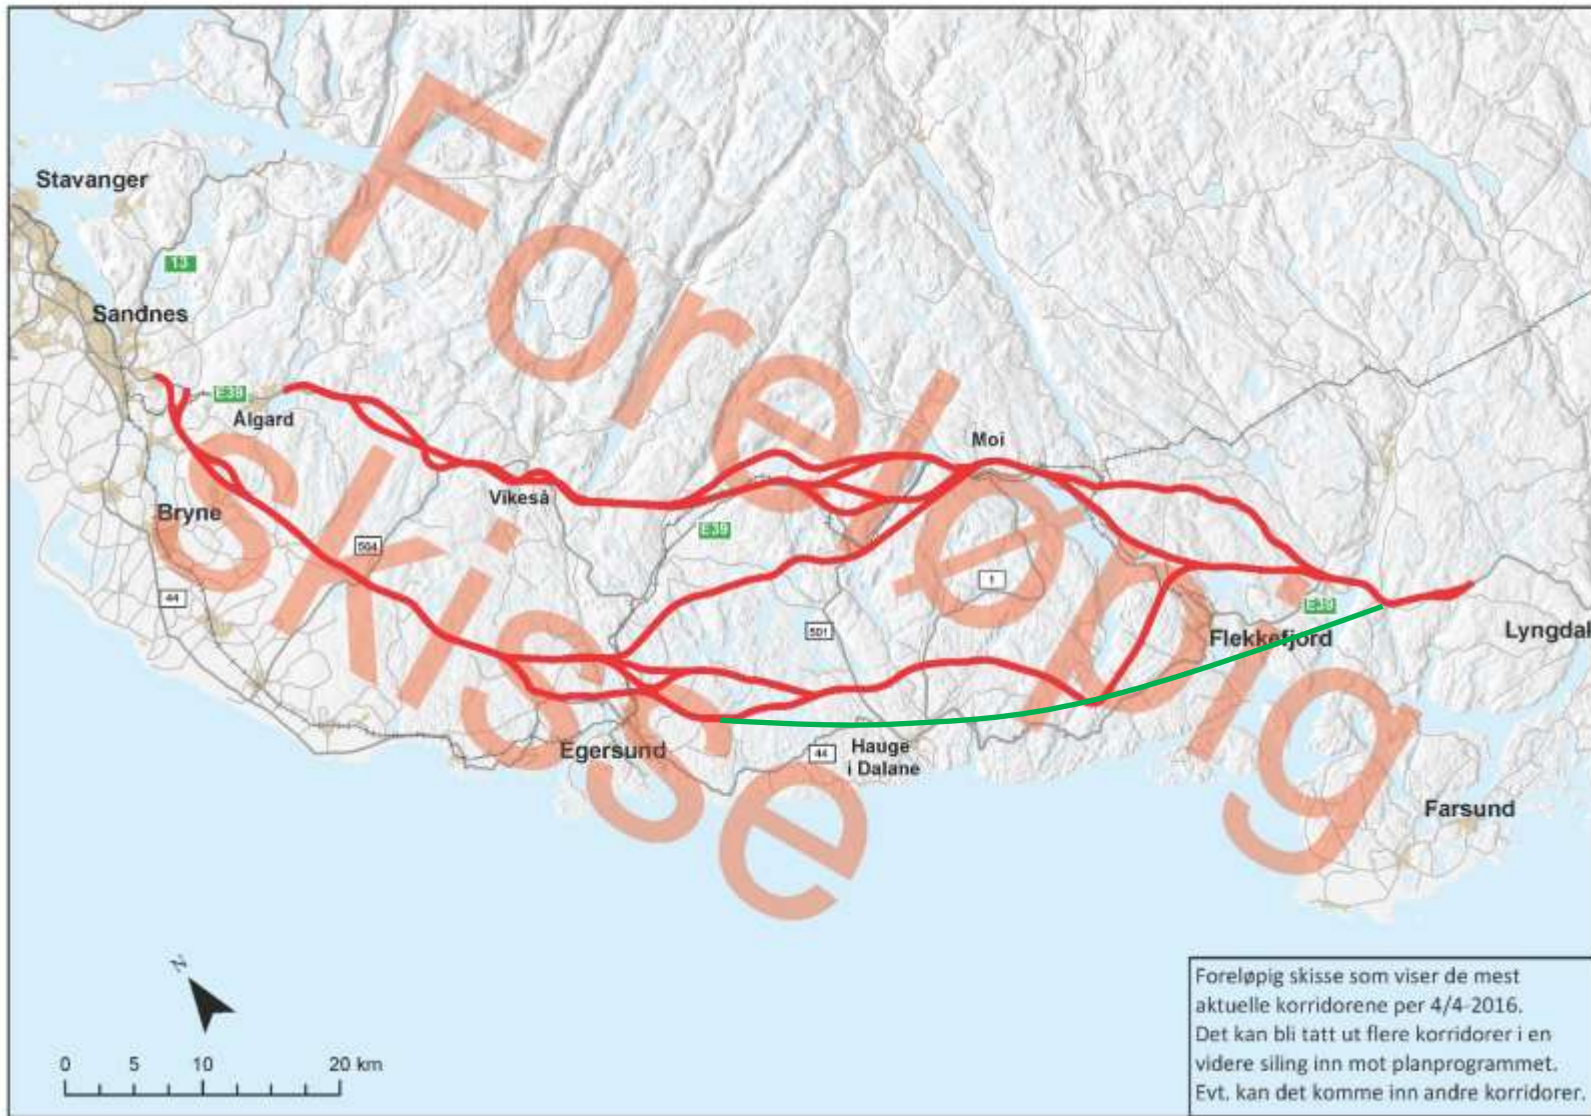 Foreløpig
skisse
Stavanger
13
Sandnes
E39
Ålgard
Moi
Vikeså
Bryne
E39
504
44
1
E39
501
Flekkefjord
Lyngdal
Egersund
44
Hauge
i Dalane
Farsund
N
0 5 10 20 km
Foreløpig skisse som viser de mest
aktuelle korridorene per 4/4-2016.
Det kan bli tatt ut flere korridorer i en
videre siling inn mot planprogrammet.
Evt. kan det komme inn andre korridorer.